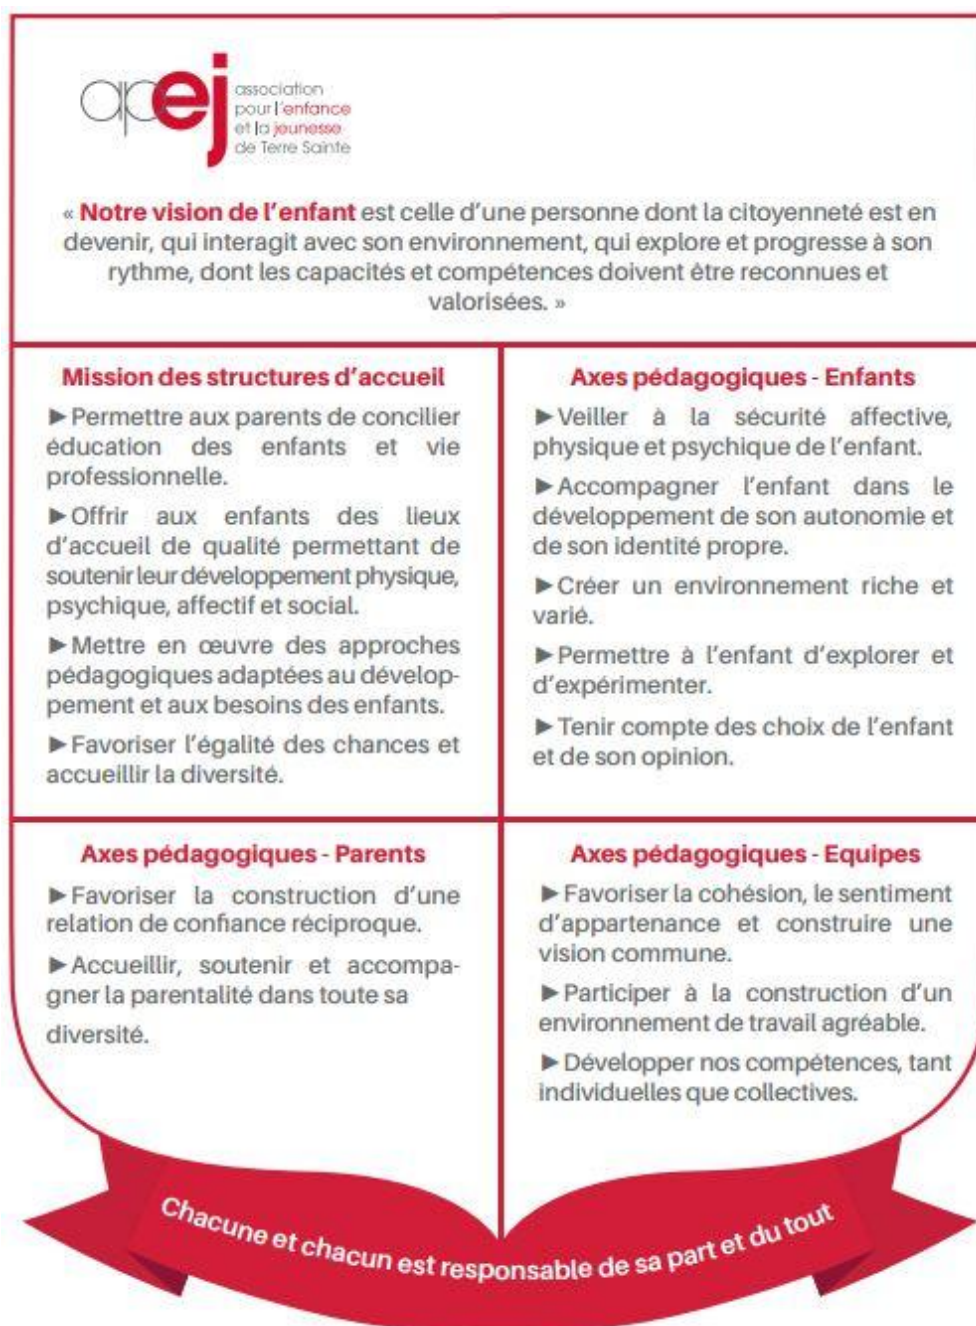 apej
association
pour l'enfance
et la jeunesse
de Terre Sainte
« Notre vision de l'enfant est celle d'une personne dont la citoyenneté est en
devenir, qui interagit avec son environnement, qui explore et progresse à son
rythme, dont les capacités et compétences doivent être reconnues et
valorisées. »
Mission des structures d'accueil
►Permettre aux parents de concilier
éducation des enfants et vie
professionnelle.
►Offrir aux enfants des lieux
d'accueil de qualité permettant de
soutenir leur développement physique,
psychique, affectif et social.
►Mettre en œuvre des approches
pédagogiques adaptées au dévelop-
pement et aux besoins des enfants.
►Favoriser l'égalité des chances et
accueillir la diversité.
Axes pédagogiques - Enfants
►Veiller à la sécurité affective,
physique et psychique de l'enfant.
►Accompagner l'enfant dans le
développement de son autonomie et
de son identité propre.
►Créer un environnement riche et
varié.
►Permettre à l'enfant d'explorer et
d'expérimenter.
►Tenir compte des choix de l'enfant
et de son opinion.
Axes pédagogiques - Parents
►Favoriser la construction d'une
relation de confiance réciproque.
►Accueillir, soutenir et accompa-
gner la parentalité dans toute sa
diversité.
Axes pédagogiques - Equipes
►Favoriser la cohésion, le sentiment
d'appartenance et construire une
vision commune.
►Participer à la construction d'un
environnement de travail agréable.
►Développer nos compétences, tant
individuelles que collectives.
Chacune et chacun est responsable de sa part et du tout